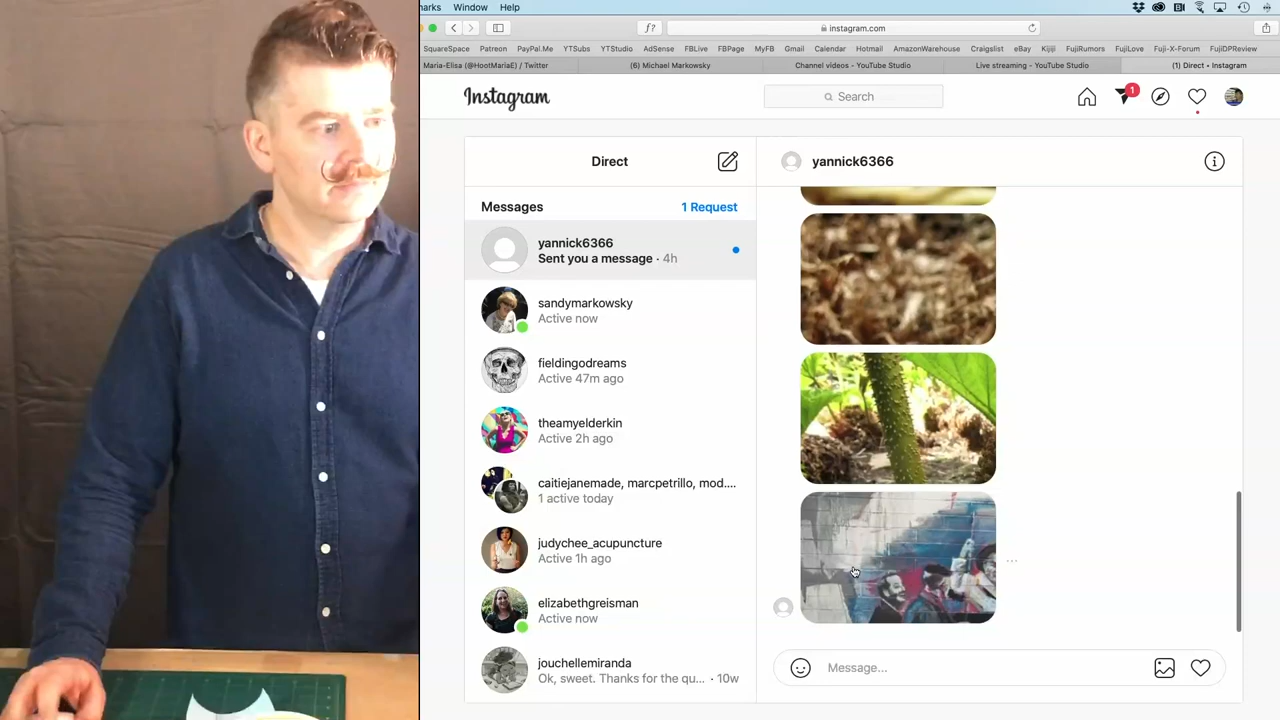 marks Window Help
instagram.com
SquareSpace Patreon PayPal.Me YTSubs YTStudio AdSense FBLive FBPage MyFB Gmail Calendar Hotmail AmazonWarehouse Craigslist eBay Kijiji FujiRumors FujiLove Fuji-X-Forum FujiDPReview
Maria-Elisa (@HootMariaE) / Twitter (6) Michael Markowsky Channel videos - YouTube Studio Live streaming - YouTube Studio (1) Direct • Instagram
Instagram
Search
1
Direct
yannick6366
Messages
1 Request
yannick6366
Sent you a message · 4h
sandymarkowsky
Active now
fieldingodreams
Active 47m ago
theamyelderkin
Active 2h ago
caitiejanemade, marcpetrillo, mod....
1 active today
judychee_acupuncture
Active 1h ago
elizabethgreisman
Active now
jouchellemiranda
Ok, sweet. Thanks for the qu... · 10w
Message...